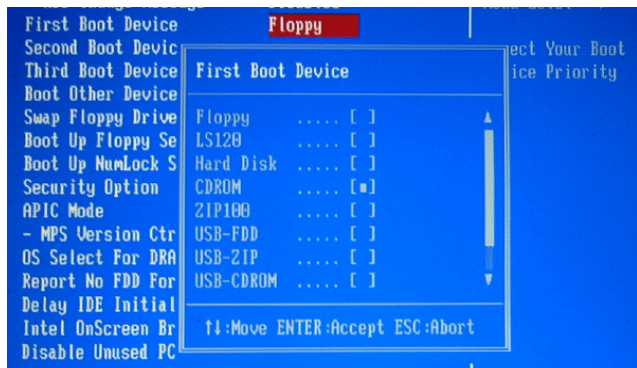 First Boot Device Floppy
Second Boot Devic
ect Your Boot
Third Boot Device
ice Priority
Boot Other Device
Swap Floppy Drive
Boot Up Floppy Se
Boot Up NumLock S
Security Option
APIC Mode
- MPS Version Ctr
OS Select For DRA
Report No FDD For
Delay IDE Initial
Intel OnScreen Br
Disable Unused PC
First Boot Device
Floppy ..... [ ]
LS120 ..... [ ]
Hard Disk ..... [ ]
CDROM ..... [■]
ZIP100 ..... [ ]
USB-FDD ..... [ ]
USB-ZIP ..... [ ]
USB-CDROM ..... [ ]
↑↓:Move ENTER:Accept ESC:Abort